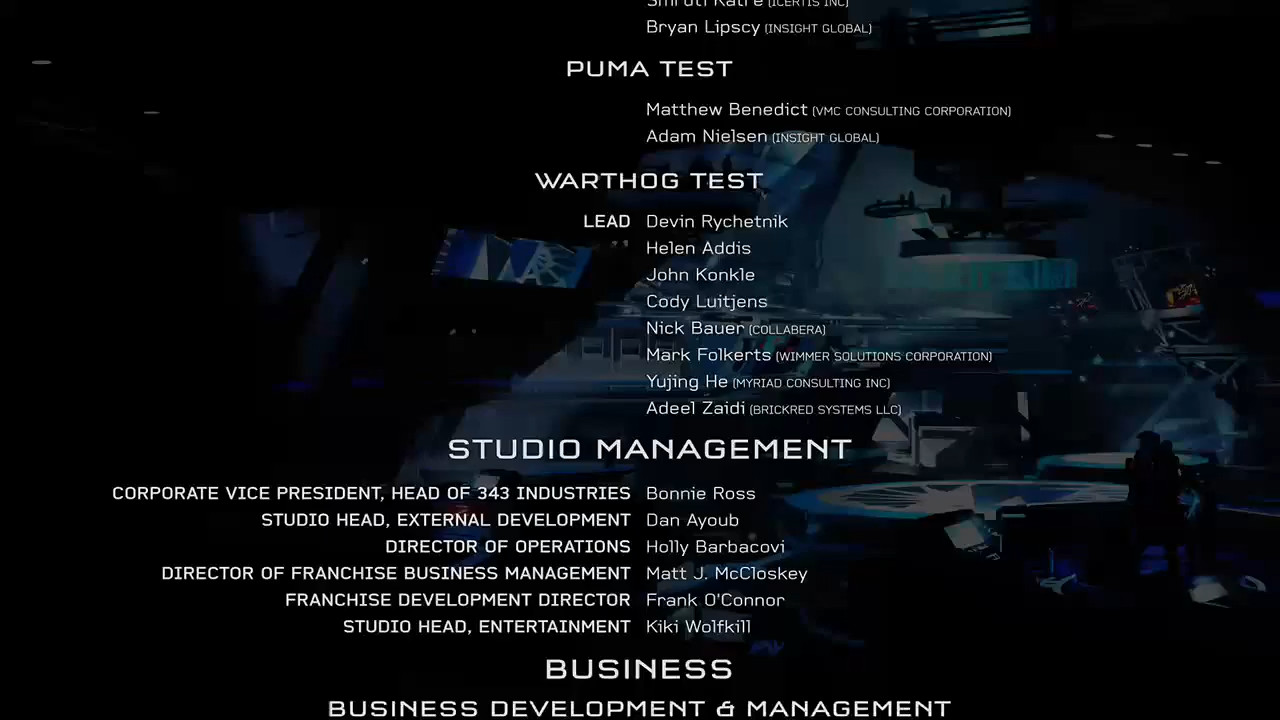 Smruti Katre (ICERTIS INC)
Bryan Lipscy (INSIGHT GLOBAL)
PUMA TEST
Matthew Benedict (VMC CONSULTING CORPORATION)
Adam Nielsen (INSIGHT GLOBAL)
WARTHOG TEST
LEAD Devin Rychetnik
Helen Addis
John Konkle
Cody Luitjens
Nick Bauer (COLLABERA)
Mark Folkerts (WIMMER SOLUTIONS CORPORATION)
Yujing He (MYRIAD CONSULTING INC)
Adeel Zaidi (BRICKRED SYSTEMS LLC)
STUDIO MANAGEMENT
CORPORATE VICE PRESIDENT, HEAD OF 343 INDUSTRIES Bonnie Ross
STUDIO HEAD, EXTERNAL DEVELOPMENT Dan Ayoub
DIRECTOR OF OPERATIONS Holly Barbacovi
DIRECTOR OF FRANCHISE BUSINESS MANAGEMENT Matt J. McCloskey
FRANCHISE DEVELOPMENT DIRECTOR Frank O'Connor
STUDIO HEAD, ENTERTAINMENT Kiki Wolfkill
BUSINESS
BUSINESS DEVELOPMENT & MANAGEMENT